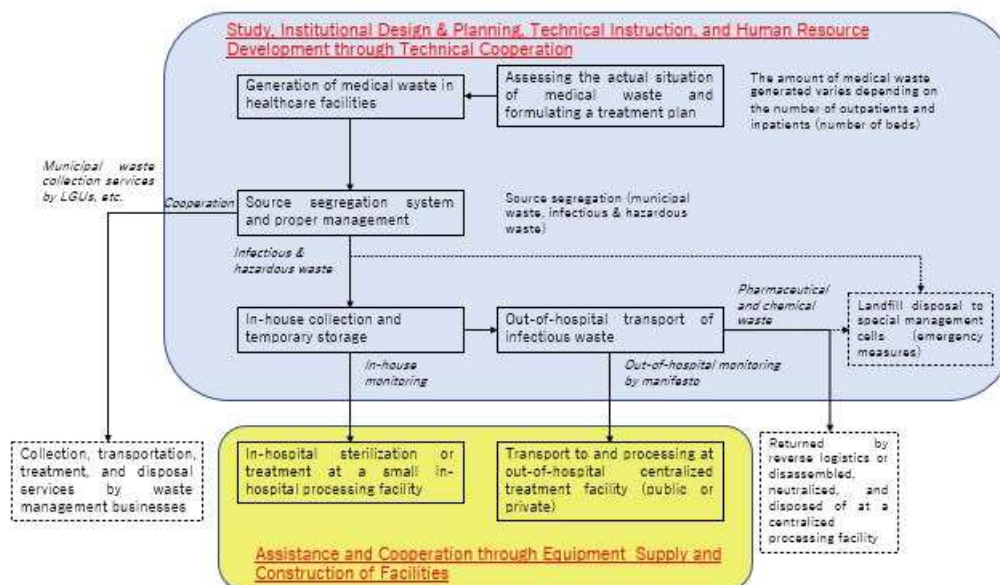 Study, Institutional Design & Planning, Technical Instruction, and Human Resource
Development through Technical Cooperation
Generation of medical waste in
healthcare facilities
Assessing the actual situation
of medical waste and
formulating a treatment plan
The amount of medical waste
generated varies depending on
the number of outpatients and
inpatients (number of beds)
Municipal waste
collection services
by LGUs, etc.
Cooperation
Source segregation system
and proper management
Source segregation (municipal
waste, infectious & hazardous
waste)
Infectious &
hazardous waste
Pharmaceutical
and chemical
waste
In-house collection and
temporary storage
Out-of-hospital transport of
infectious waste
Landfill disposal to
special management
cells (emergency
measures)
In-house
monitoring
Out-of-hospital monitoring
by manifesto
Collection, transportation,
treatment, and disposal
services by waste
management businesses
In-hospital sterilization or
treatment at a small in-
hospital processing facility
Transport to and processing at
out-of-hospital centralized
treatment facility (public or
private)
Returned by
reverse logistics or
disassembled,
neutralized, and
disposed of at a
centralized
processing facility
Assistance and Cooperation through Equipment Supply and
Construction of Facilities